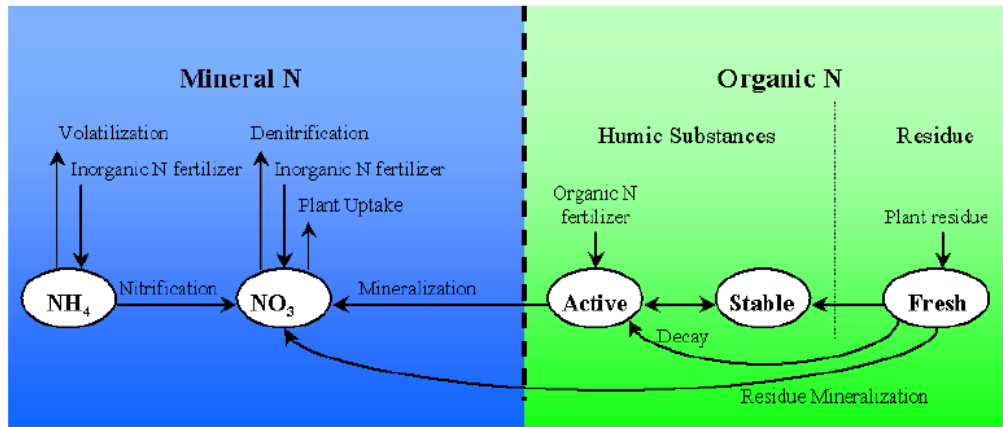 Mineral N
Organic N
Volatilization
Denitrification
Humic Substances
Residue
Inorganic N fertilizer
Inorganic N fertilizer
Plant Uptake
Organic N
fertilizer
Plant residue
NH₄
Nitrification
NO₃
Mineralization
Active
Stable
Fresh
Decay
Residue Mineralization